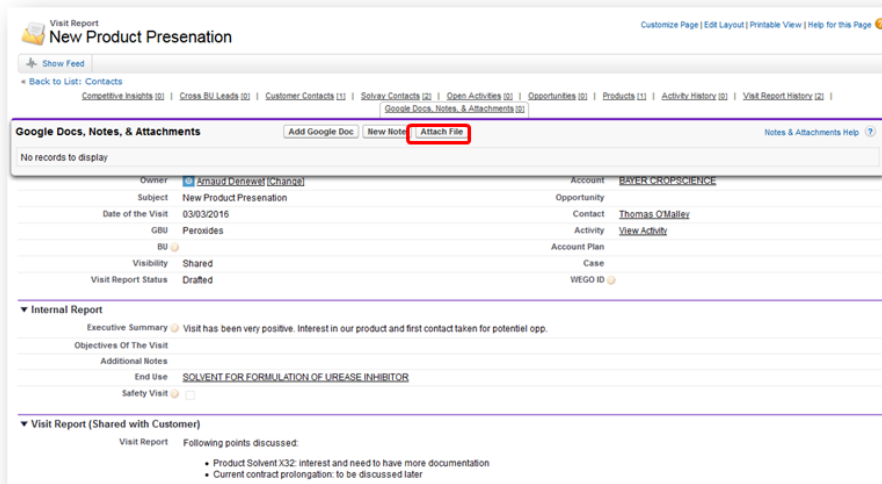 Visit Report
New Product Presenation
Customize Page | Edit Layout | Printable View | Help for this Page
Show Feed
« Back to List: Contacts
Competitive Insights [0] | Cross BU Leads [0] | Customer Contacts [1] | Solvay Contacts [2] | Open Activities [0] | Opportunities [0] | Products [1] | Activity History [0] | Visit Report History [2] |
Google Docs, Notes, & Attachments [0]
Google Docs, Notes, & Attachments Add Google Doc New Note Attach File Notes & Attachments Help ?
No records to display
Owner Arnaud Denewet [Change] Account BAYER CROPSCIENCE
Subject New Product Presenation Opportunity
Date of the Visit 03/03/2016 Contact Thomas O'Malley
GBU Peroxides Activity View Activity
BU Account Plan
Visibility Shared Case
Visit Report Status Drafted WEGO ID
▼ Internal Report
Executive Summary Visit has been very positive. Interest in our product and first contact taken for potentiel opp.
Objectives Of The Visit
Additional Notes
End Use SOLVENT FOR FORMULATION OF UREASE INHIBITOR
Safety Visit
▼ Visit Report (Shared with Customer)
Visit Report Following points discussed:
• Product Solvent X32: interest and need to have more documentation
• Current contract prolongation: to be discussed later